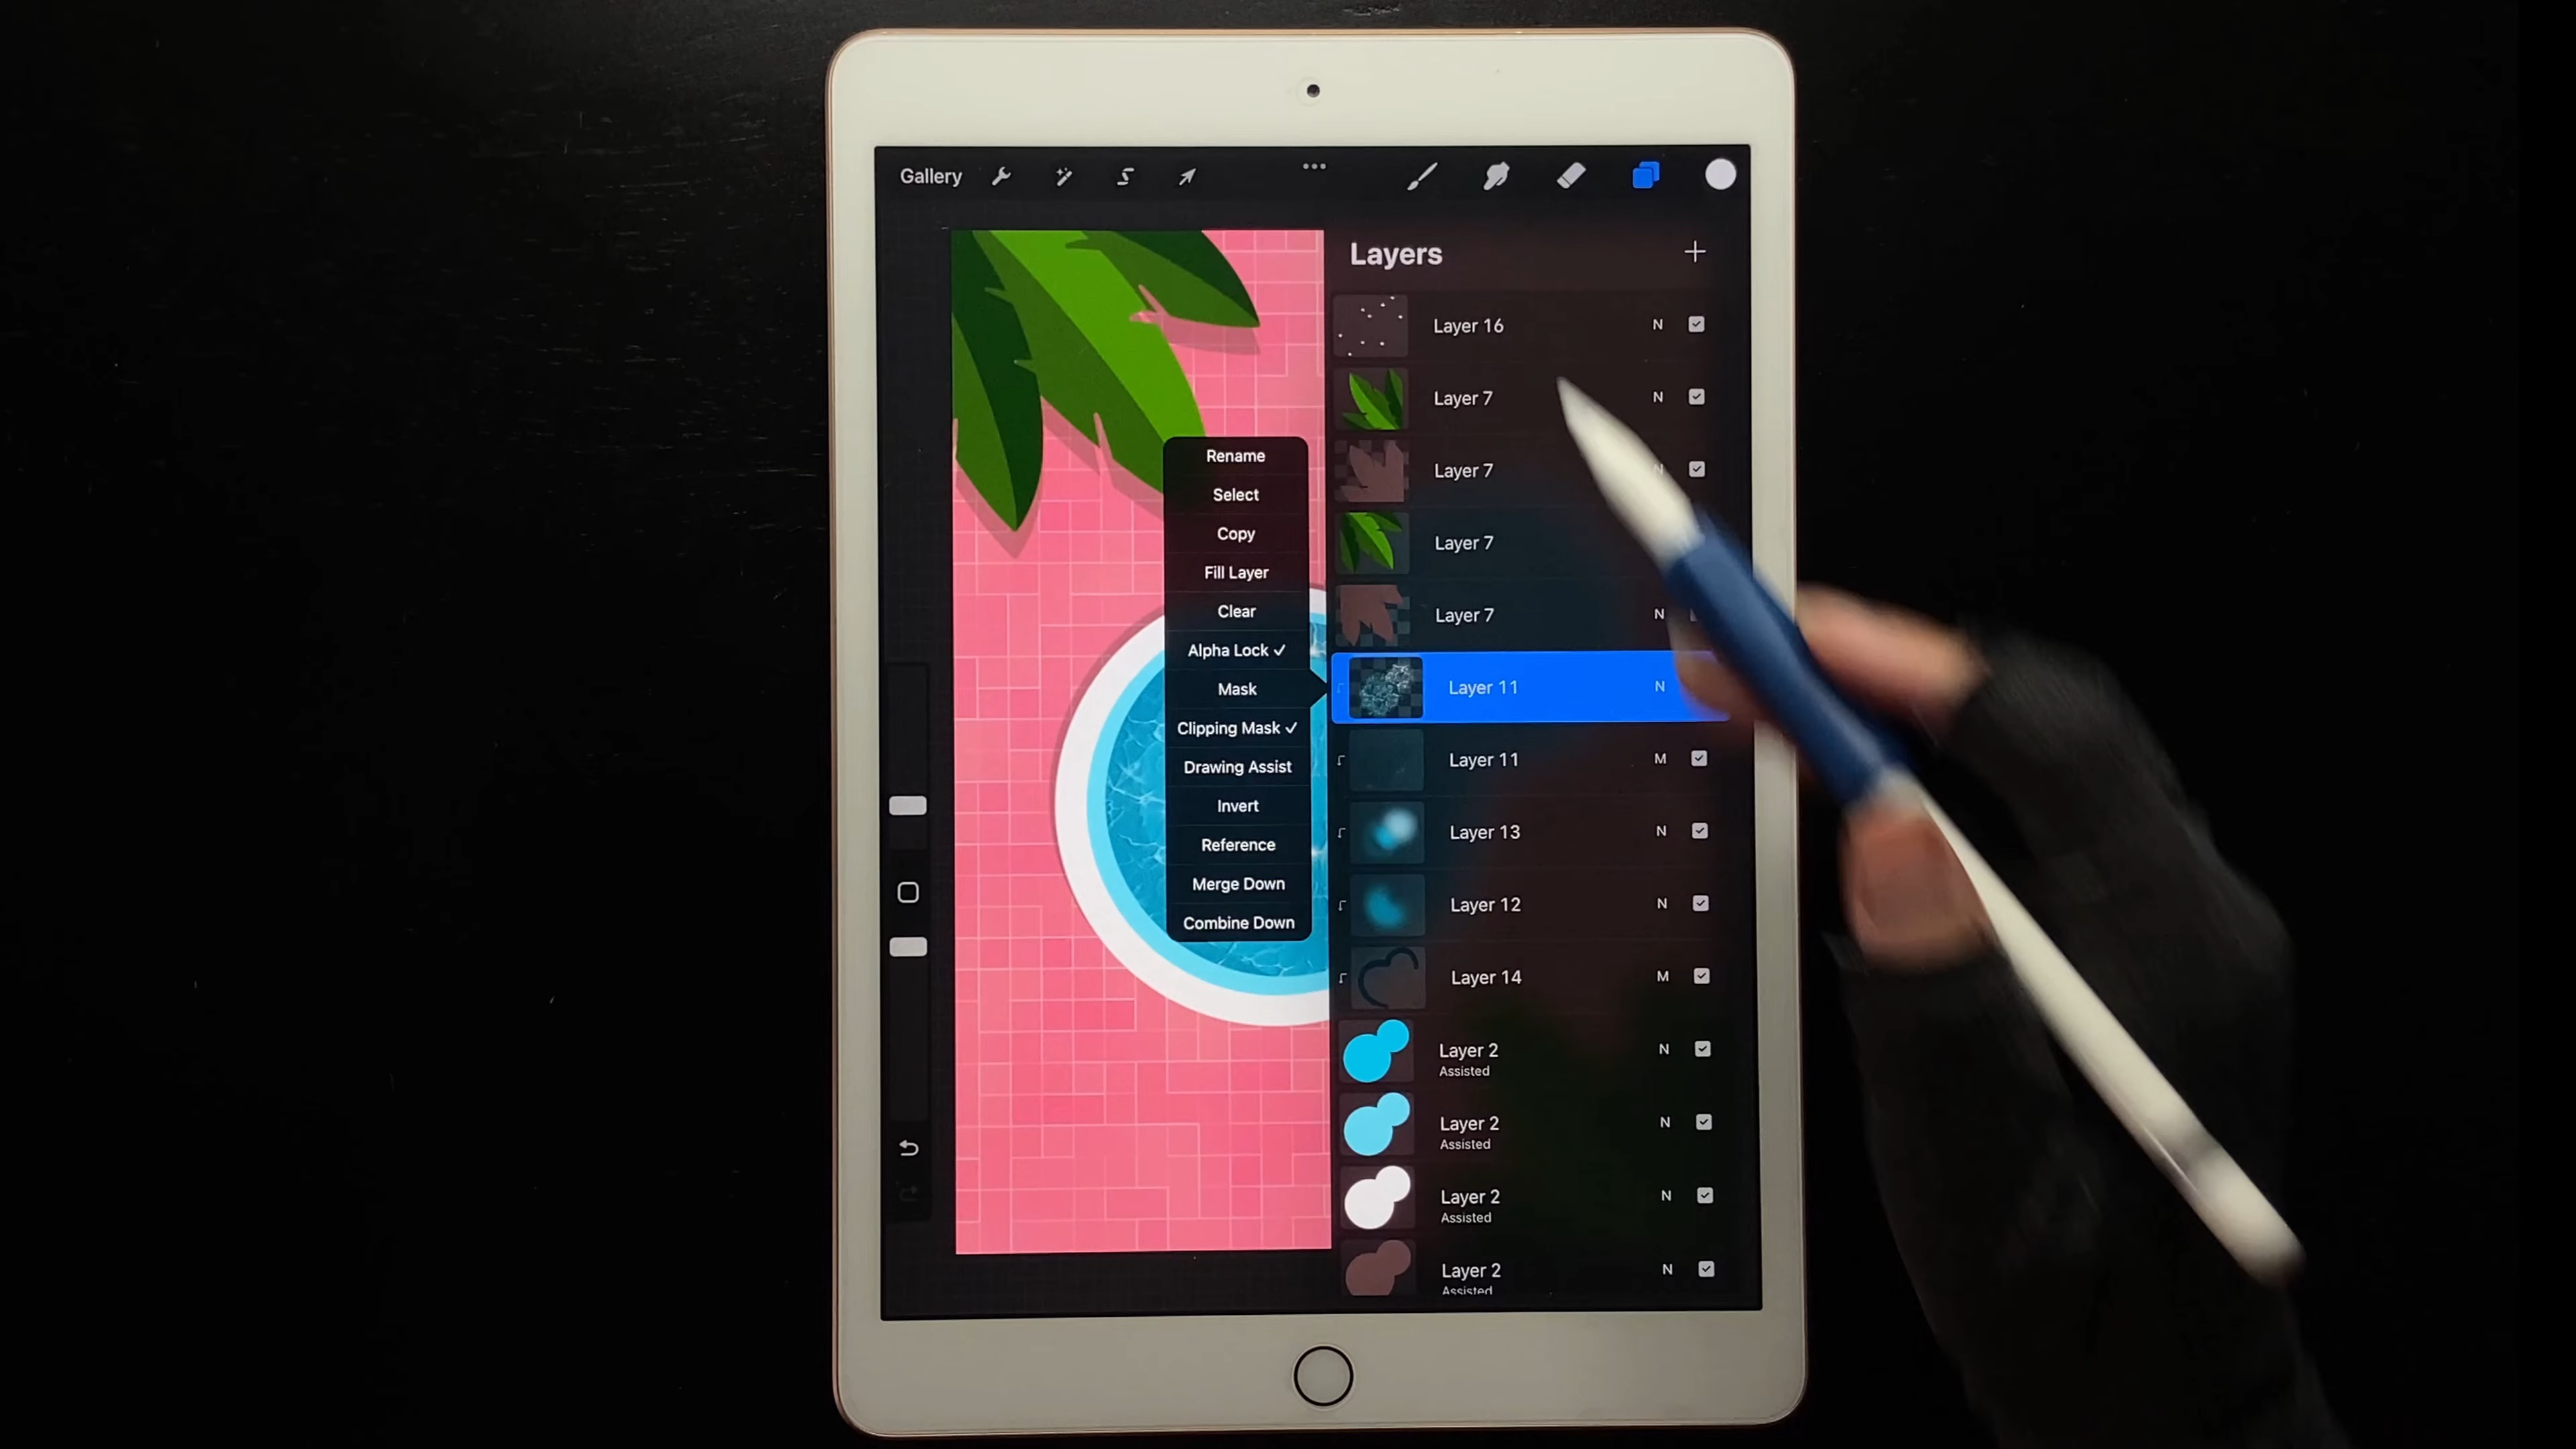 Gallery
Layers
Rename
Select
Copy
Fill Layer
Clear
Alpha Lock ✓
Mask
Clipping Mask ✓
Drawing Assist
Invert
Reference
Merge Down
Combine Down
Layer 16 N
Layer 7 N
Layer 7 N
Layer 7
Layer 7 N
Layer 11 N
Layer 11 M
Layer 13 N
Layer 12 N
Layer 14 M
Layer 2 N
Assisted
Layer 2 N
Assisted
Layer 2 N
Assisted
Layer 2 N
Assisted